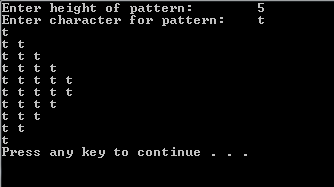 Enter height of pattern:        5
Enter character for pattern:    t
t
t t
t t t
t t t t
t t t t t
t t t t t
t t t t
t t t
t t
t
Press any key to continue . . .